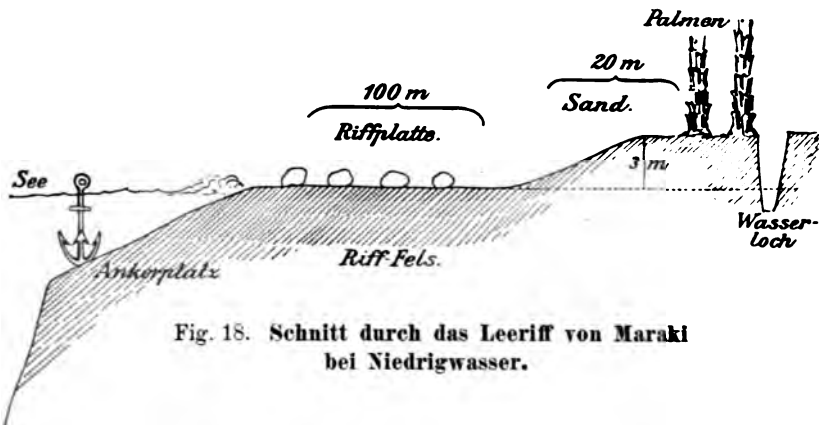 Palmen
20 m
Sand.
100 m
Riffplatte.
See
3 m
Wasser-
loch
Ankerplatz
Riff-Fels.
Fig. 18. Schnitt durch das Leeriff von Maraki
bei Niedrigwasser.